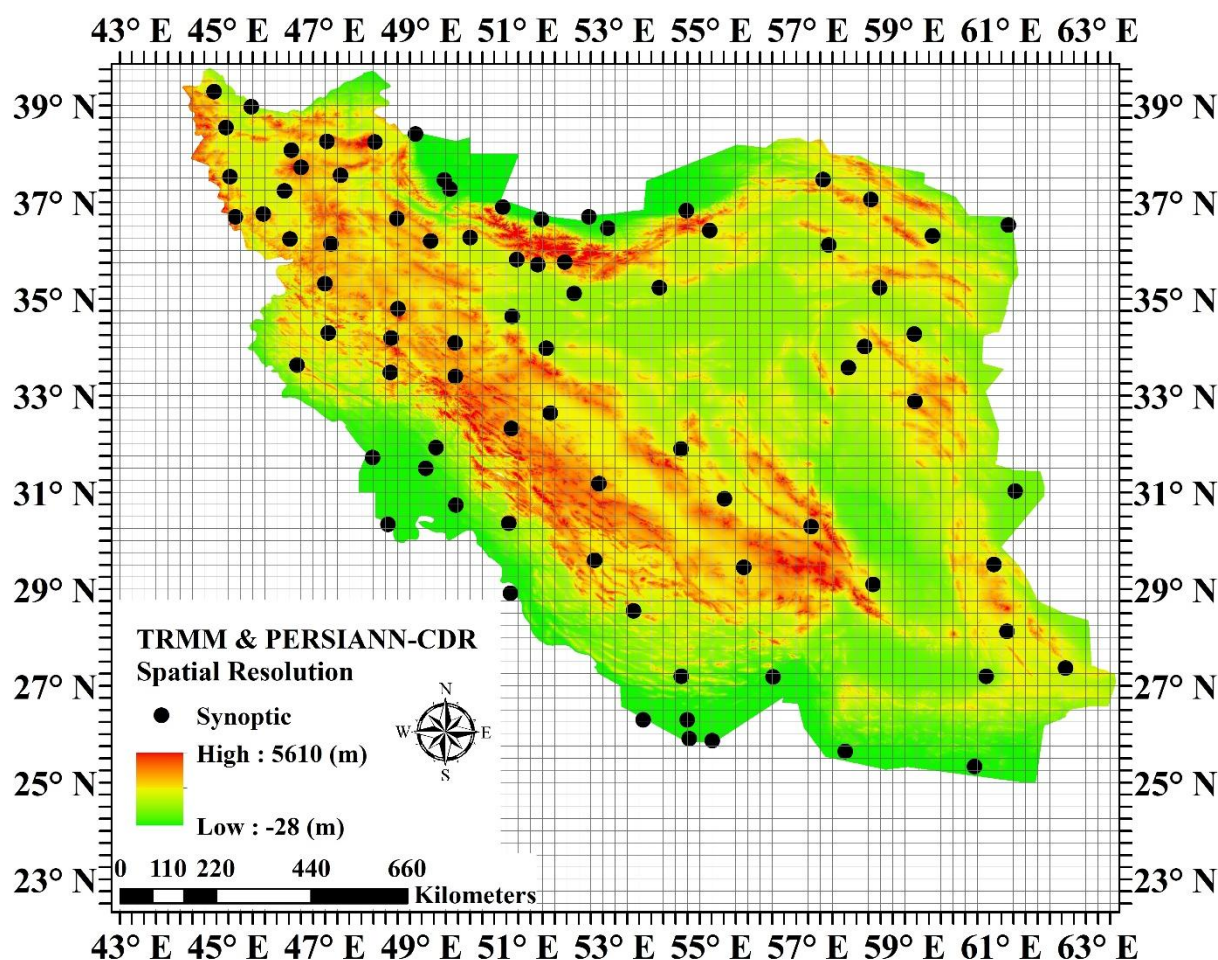 43° E 45° E 47° E 49° E 51° E 53° E 55° E 57° E 59° E 61° E 63° E
39° N 39° N
37° N 37° N
35° N 35° N
33° N 33° N
31° N 31° N
29° N 29° N
TRMM & PERSIANN-CDR
Spatial Resolution
27° N 27° N
N
Synoptic
W E
S
High : 5610 (m)
25° N 25° N
Low : -28 (m)
0 110 220 440 660
23° N 23° N
Kilometers
43° E 45° E 47° E 49° E 51° E 53° E 55° E 57° E 59° E 61° E 63° E